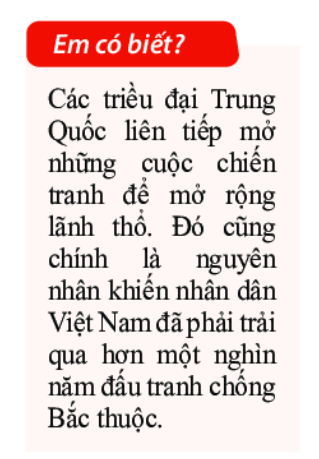 Em có biết?
Các triều đại Trung
Quốc liên tiếp mở
những cuộc chiến
tranh để mở rộng
lãnh thổ. Đó cũng
chính là nguyên
nhân khiến nhân dân
Việt Nam đã phải trải
qua hơn một nghìn
năm đấu tranh chống
Bắc thuộc.